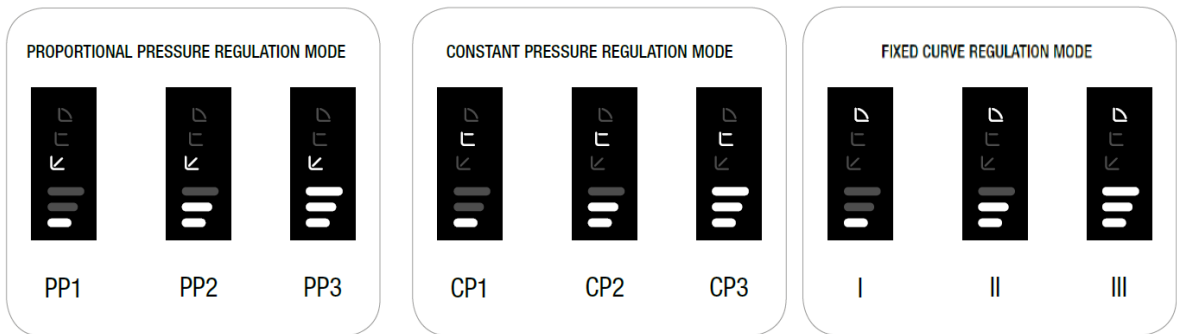 PROPORTIONAL PRESSURE REGULATION MODE
PP1 PP2 PP3
CONSTANT PRESSURE REGULATION MODE
CP1 CP2 CP3
FIXED CURVE REGULATION MODE
I II III